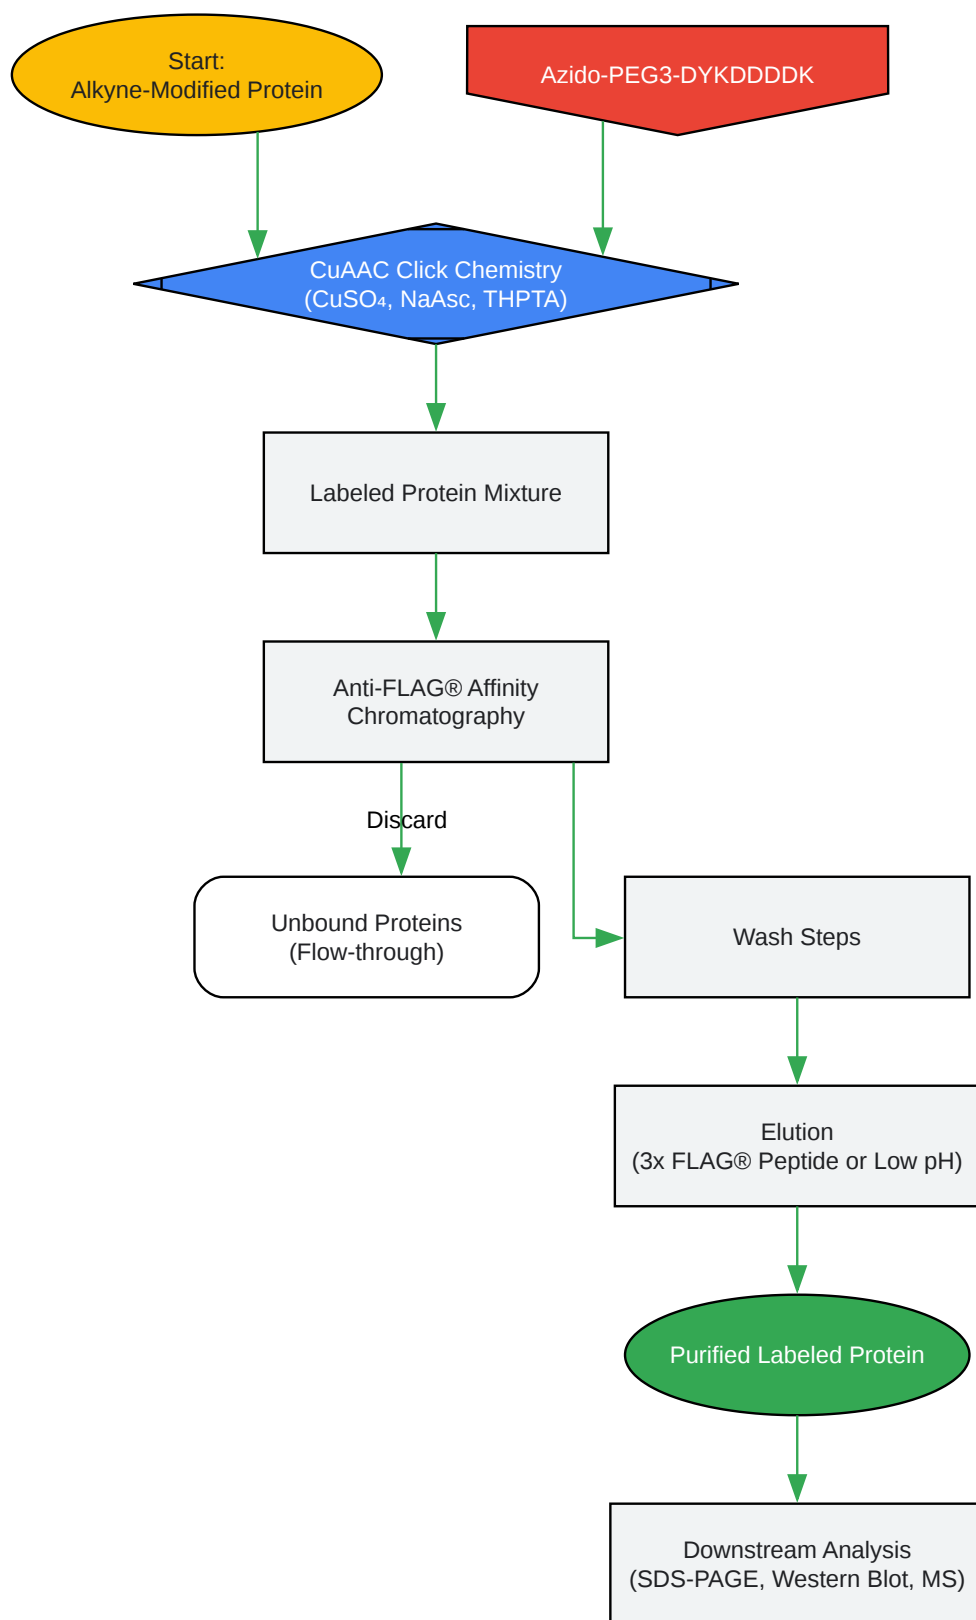 Start:
Alkyne-Modified Protein
Azido-PEG3-DYKDDDDK
CuAAC Click Chemistry
(CuSO₄, NaAsc, THPTA)
Labeled Protein Mixture
Anti-FLAG® Affinity
Chromatography
Discard
Unbound Proteins
(Flow-through)
Wash Steps
Elution
(3x FLAG® Peptide or Low pH)
Purified Labeled Protein
Downstream Analysis
(SDS-PAGE, Western Blot, MS)